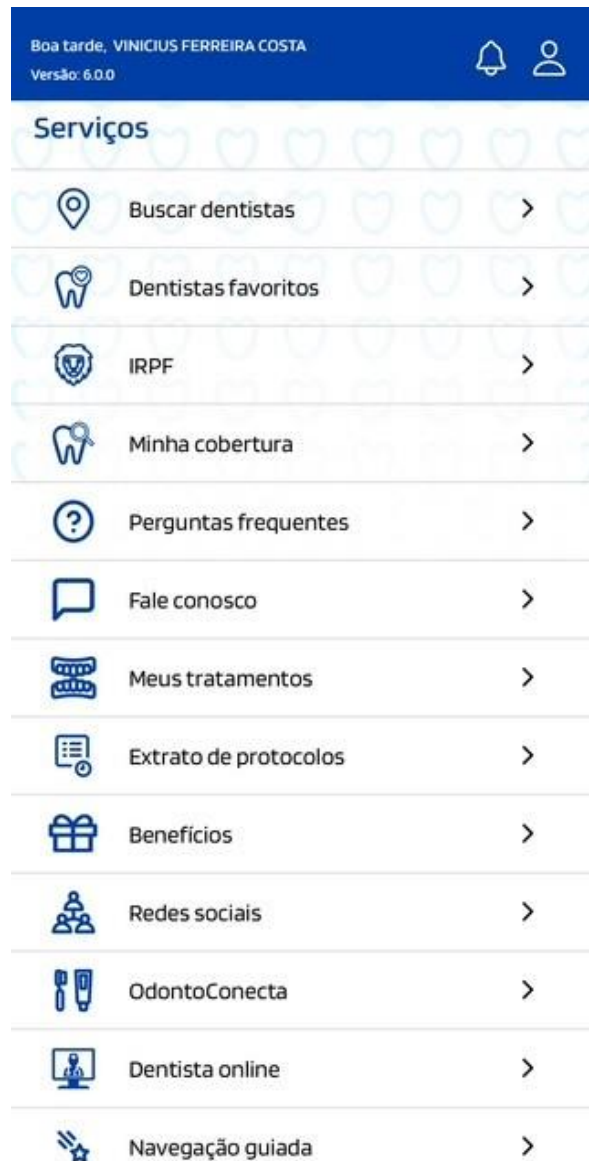 Boa tarde, VINICIUS FERREIRA COSTA
Versão: 6.0.0
Serviços
Buscar dentistas
Dentistas favoritos
IRPF
Minha cobertura
Perguntas frequentes
Fale conosco
Meus tratamentos
Extrato de protocolos
Benefícios
Redes sociais
OdontoConecta
Dentista online
Navegação guiada